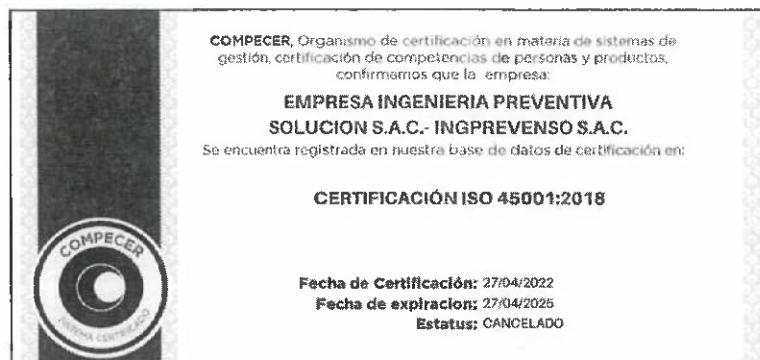 COMPECER, Organismo de certificación en materia de sistemas de
gestión, certificación de competencias de personas y productos,
confirmamos que la empresa:
EMPRESA INGENIERIA PREVENTIVA
SOLUCION S.A.C.- INGPREVENSO S.A.C.
Se encuentra registrada en nuestra base de datos de certificación en:
CERTIFICACIÓN ISO 45001:2018
COMPECER
SISTEMA CERTIFICADO
Fecha de Certificación: 27/04/2022
Fecha de expiracion: 27/04/2025
Estatus: CANCELADO